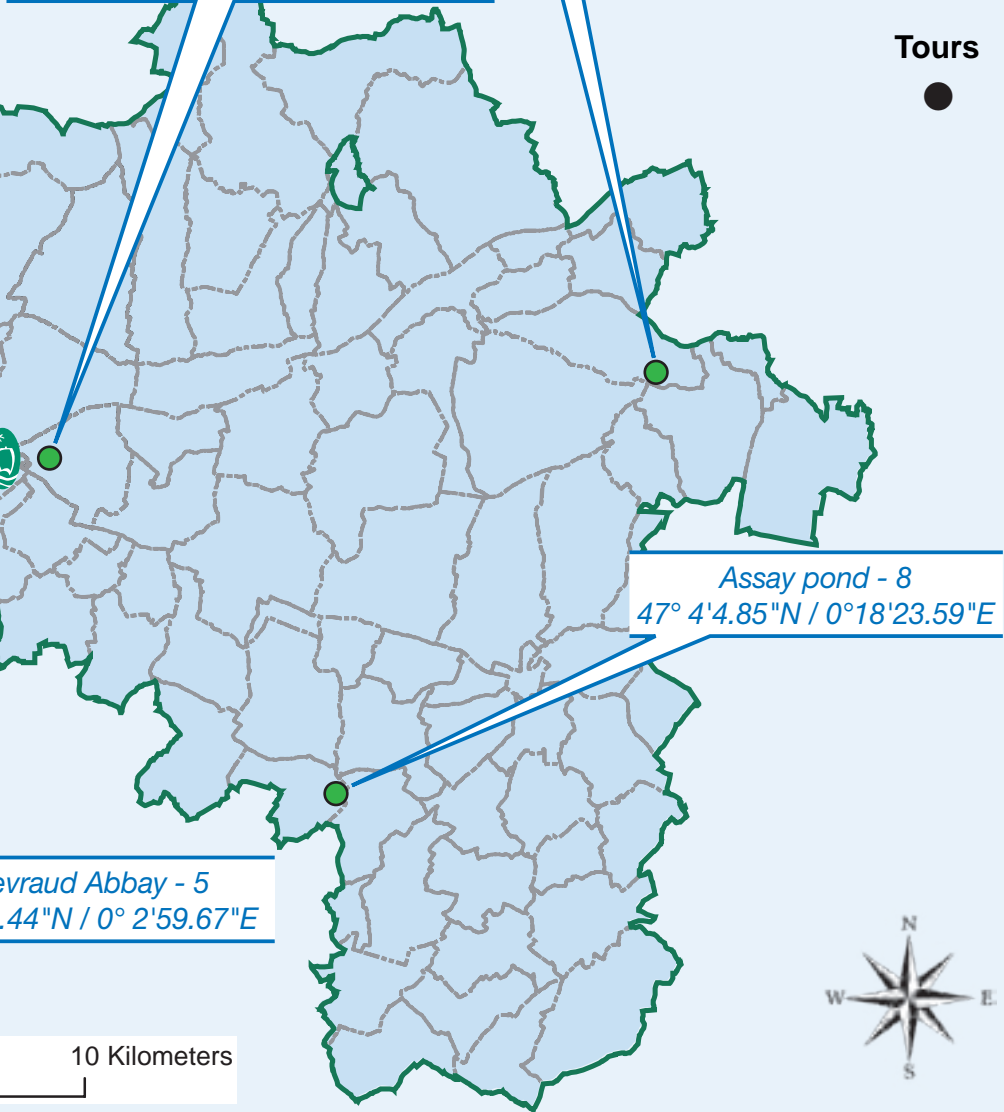 Tours
Assay pond - 8
47° 4'4.85"N / 0°18'23.59"E
evraud Abbay - 5
.44"N / 0° 2'59.67"E
N
W
E
S
10 Kilometers